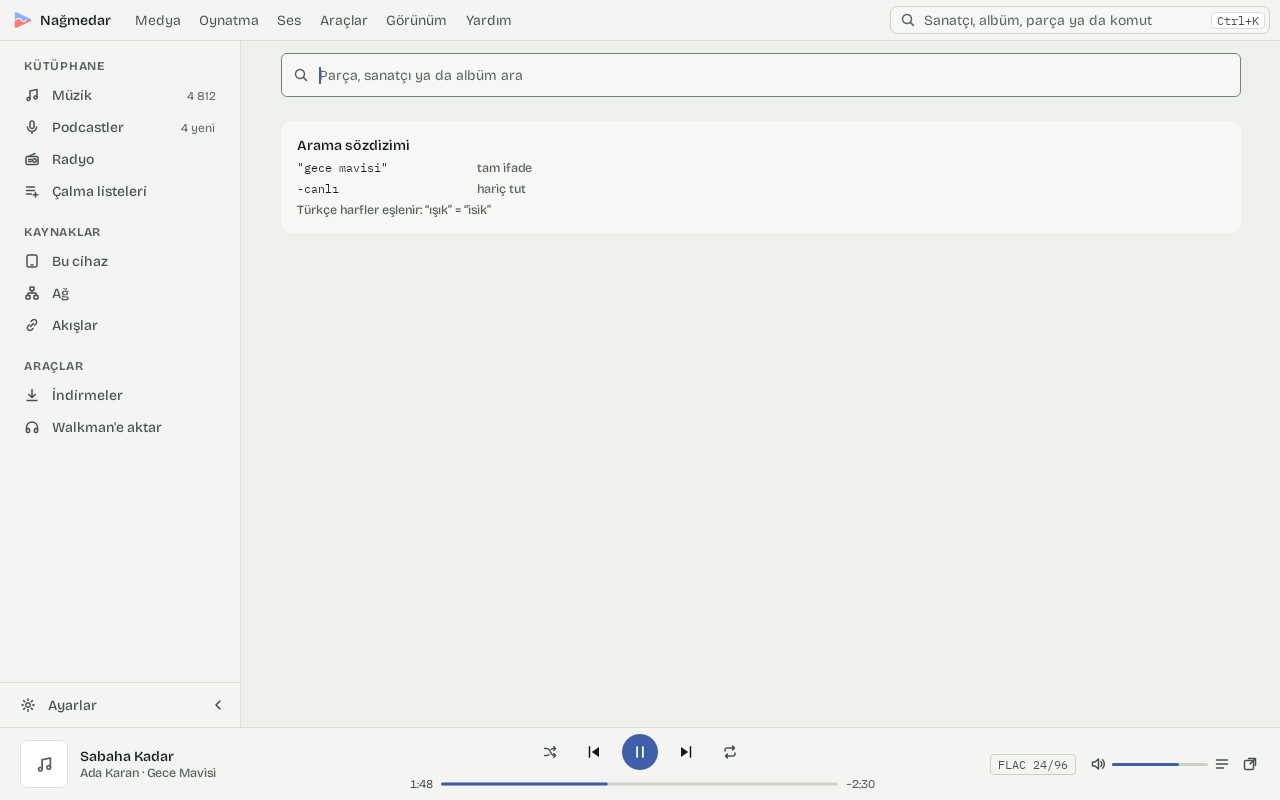 Nağmedar Medya Oynatma Ses Araçlar Görünüm Yardım Sanatçı, albüm, parça ya da komut Ctrl+K
KÜTÜPHANE
Müzik 4 812
Podcastler 4 yeni
Radyo
Çalma listeleri
KAYNAKLAR
Bu cihaz
Ağ
Akışlar
ARAÇLAR
İndirmeler
Walkman'e aktar
Ayarlar
Parça, sanatçı ya da albüm ara
Arama sözdizimi
"gece mavisi" tam ifade
-canlı hariç tut
Türkçe harfler eşlenir: “ışık” = “isik”
Sabaha Kadar
Ada Karan · Gece Mavisi
1:48 −2:30
FLAC 24/96